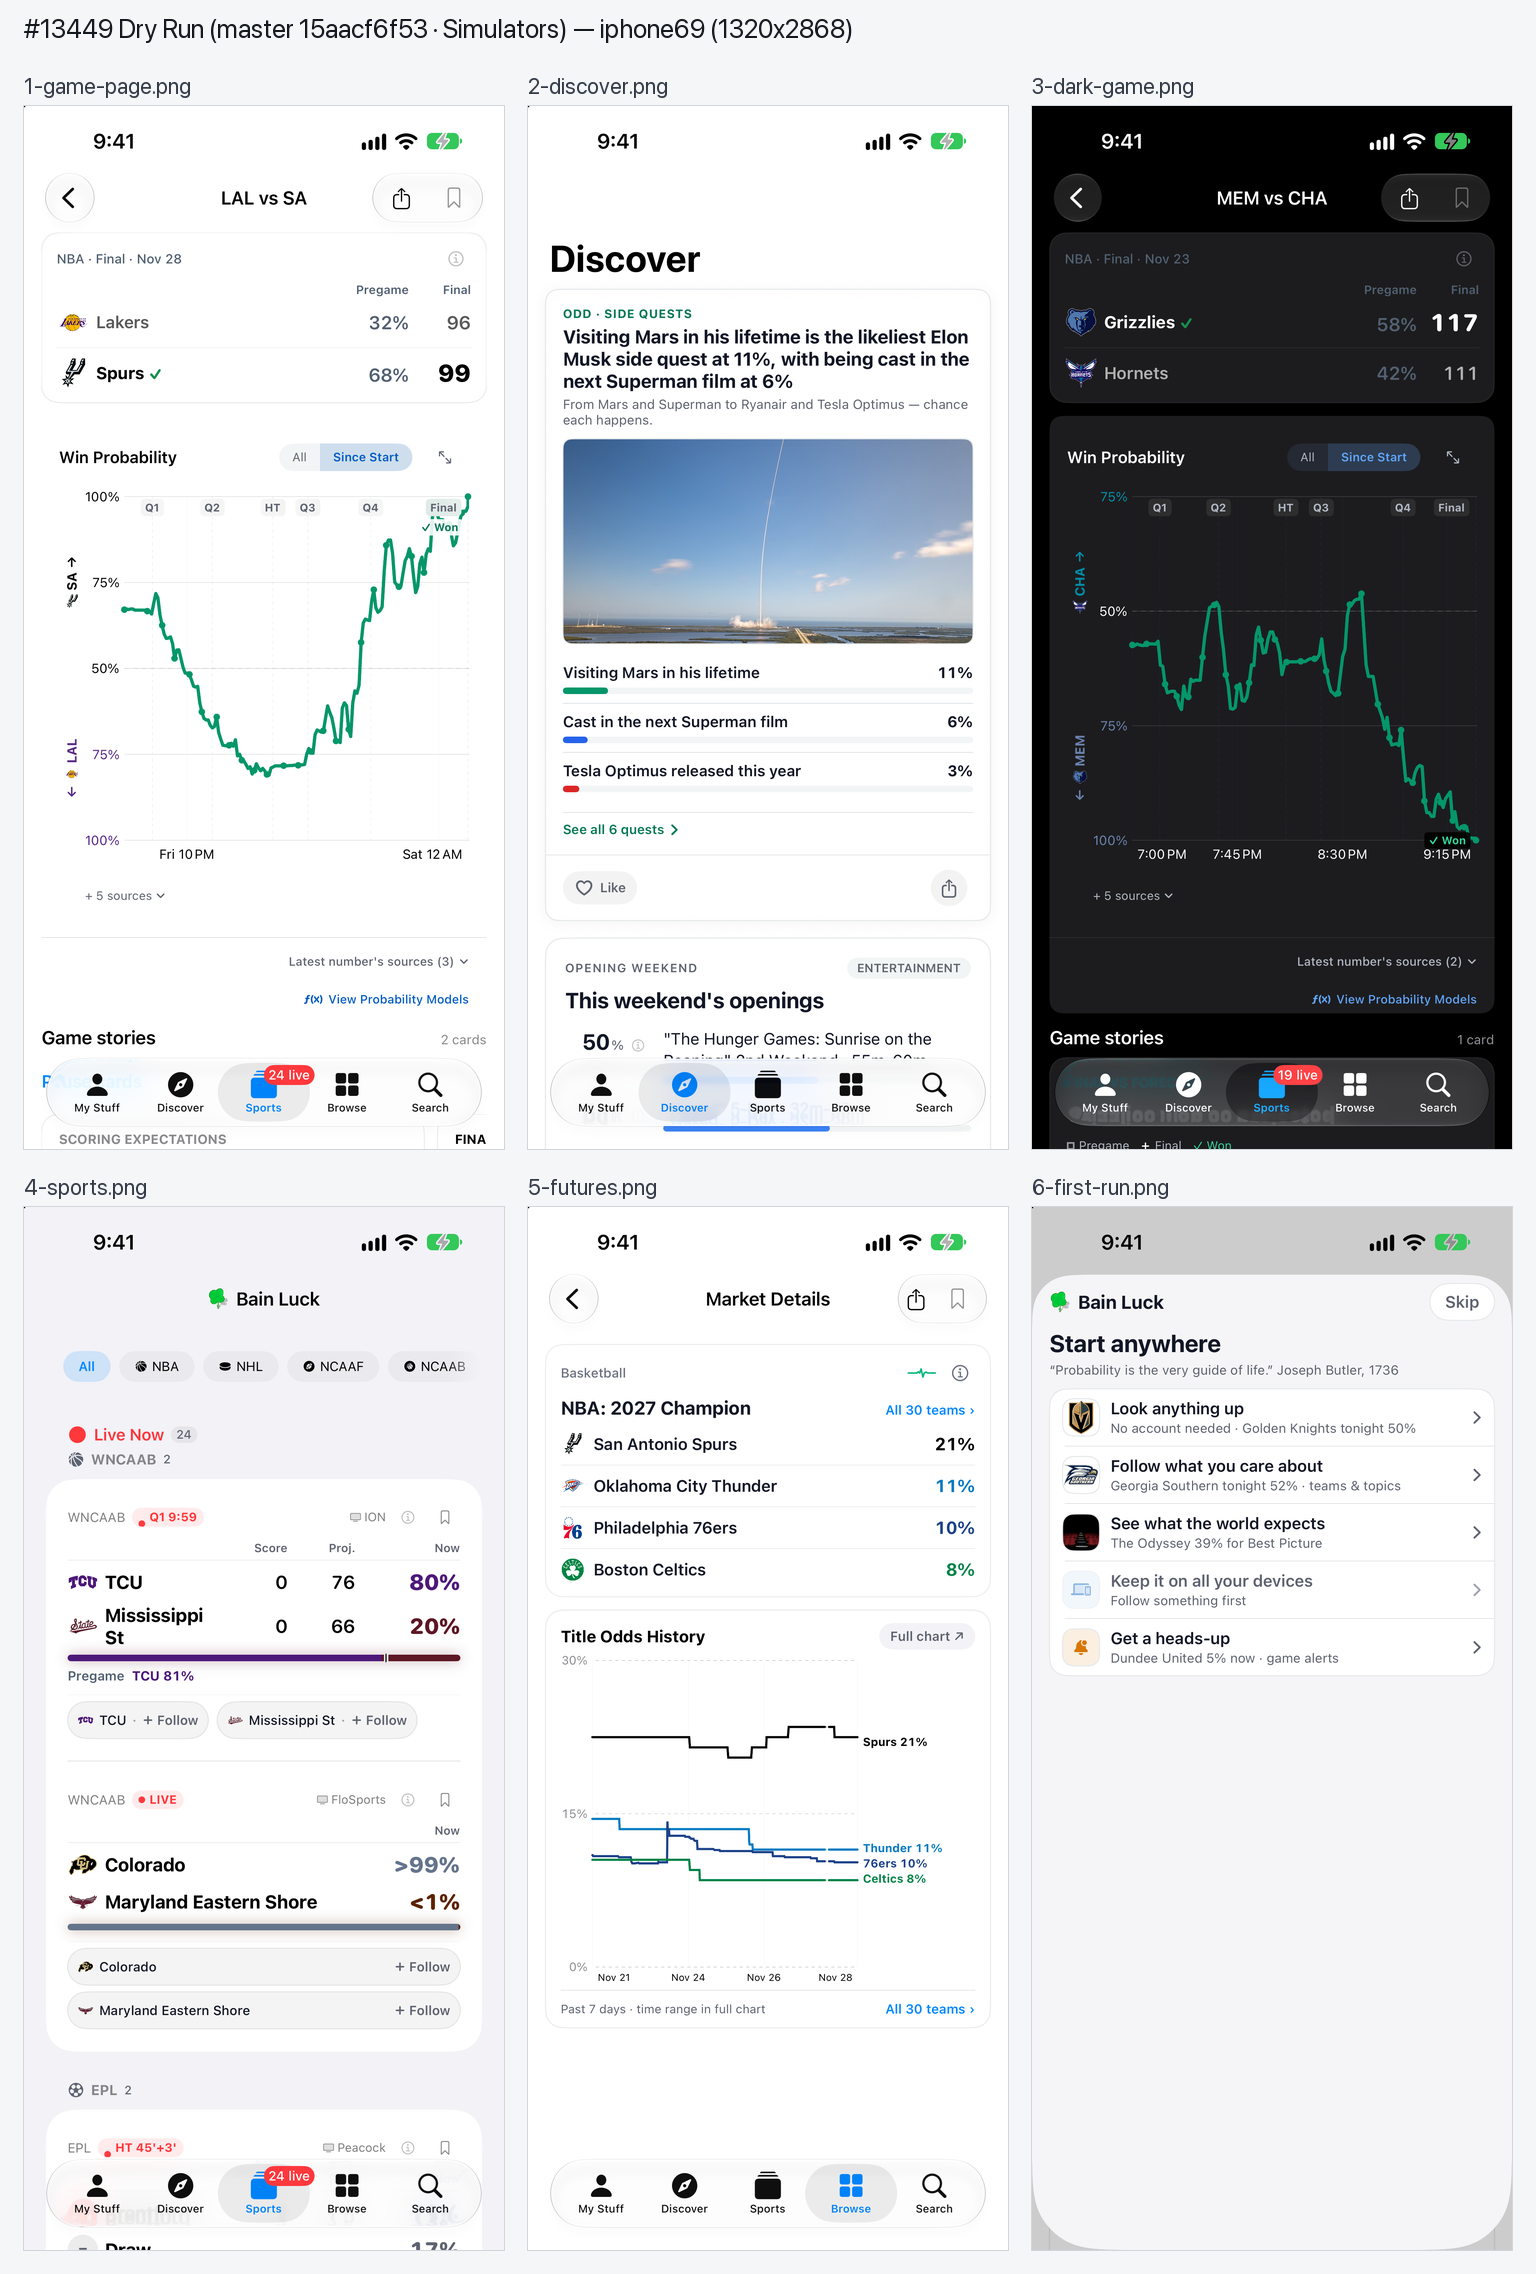 #13449 Dry Run (master 15aacf6f53 · Simulators) — iphone69 (1320x2868)
1-game-page.png
9:41
LAL vs SA
NBA · Final · Nov 28
Pregame Final
Lakers 32% 96
Spurs ✓ 68% 99
Win Probability All Since Start
100%
Q1 Q2 HT Q3 Q4 Final
✓ Won
SA →
75%
50%
← LAL
75%
100%
Fri 10 PM Sat 12 AM
+ 5 sources
Latest number's sources (3)
f(x) View Probability Models
Game stories 2 cards
24 live
My Stuff Discover Sports Browse Search
SCORING EXPECTATIONS FINA
2-discover.png
9:41
Discover
ODD · SIDE QUESTS
Visiting Mars in his lifetime is the likeliest Elon
Musk side quest at 11%, with being cast in the
next Superman film at 6%
From Mars and Superman to Ryanair and Tesla Optimus — chance
each happens.
Visiting Mars in his lifetime 11%
Cast in the next Superman film 6%
Tesla Optimus released this year 3%
See all 6 quests >
Like
OPENING WEEKEND ENTERTAINMENT
This weekend's openings
50% "The Hunger Games: Sunrise on the
My Stuff Discover Sports Browse Search
3-dark-game.png
9:41
MEM vs CHA
NBA · Final · Nov 23
Pregame Final
Grizzlies ✓ 58% 117
Hornets 42% 111
Win Probability All Since Start
75%
Q1 Q2 HT Q3 Q4 Final
CHA →
50%
75%
← MEM
100%
✓ Won
7:00 PM 7:45 PM 8:30 PM 9:15 PM
+ 5 sources
Latest number's sources (2)
f(x) View Probability Models
Game stories 1 card
19 live
My Stuff Discover Sports Browse Search
Pregame + Final ✓ Won
4-sports.png
9:41
Bain Luck
All NBA NHL NCAAF NCAAB
Live Now 24
WNCAAB 2
WNCAAB Q1 9:59 ION
Score Proj. Now
TCU 0 76 80%
Mississippi
St 0 66 20%
Pregame TCU 81%
TCU · + Follow Mississippi St · + Follow
WNCAAB LIVE FloSports
Now
Colorado >99%
Maryland Eastern Shore <1%
Colorado + Follow
Maryland Eastern Shore + Follow
EPL 2
EPL HT 45'+3' Peacock
24 live
My Stuff Discover Sports Browse Search
Draw 17%
5-futures.png
9:41
Market Details
Basketball
NBA: 2027 Champion All 30 teams ›
San Antonio Spurs 21%
Oklahoma City Thunder 11%
Philadelphia 76ers 10%
Boston Celtics 8%
Title Odds History Full chart ↗
30%
Spurs 21%
15%
Thunder 11%
76ers 10%
Celtics 8%
0%
Nov 21 Nov 24 Nov 26 Nov 28
Past 7 days · time range in full chart All 30 teams ›
My Stuff Discover Sports Browse Search
6-first-run.png
9:41
Bain Luck Skip
Start anywhere
“Probability is the very guide of life.” Joseph Butler, 1736
Look anything up
No account needed · Golden Knights tonight 50%
Follow what you care about
Georgia Southern tonight 52% · teams & topics
See what the world expects
The Odyssey 39% for Best Picture
Keep it on all your devices
Follow something first
Get a heads-up
Dundee United 5% now · game alerts